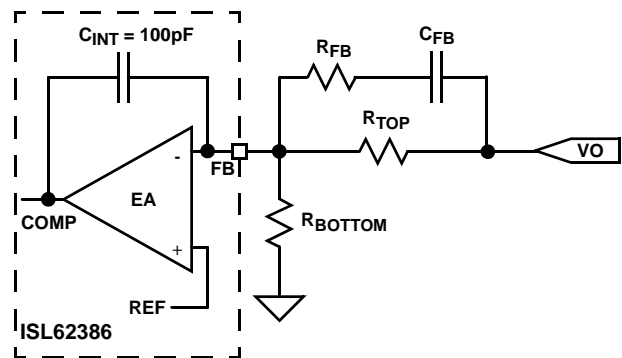 CINT = 100pF
RFB
CFB
RTOP
-
FB
VO
EA
COMP
RBOTTOM
+
REF
ISL62386